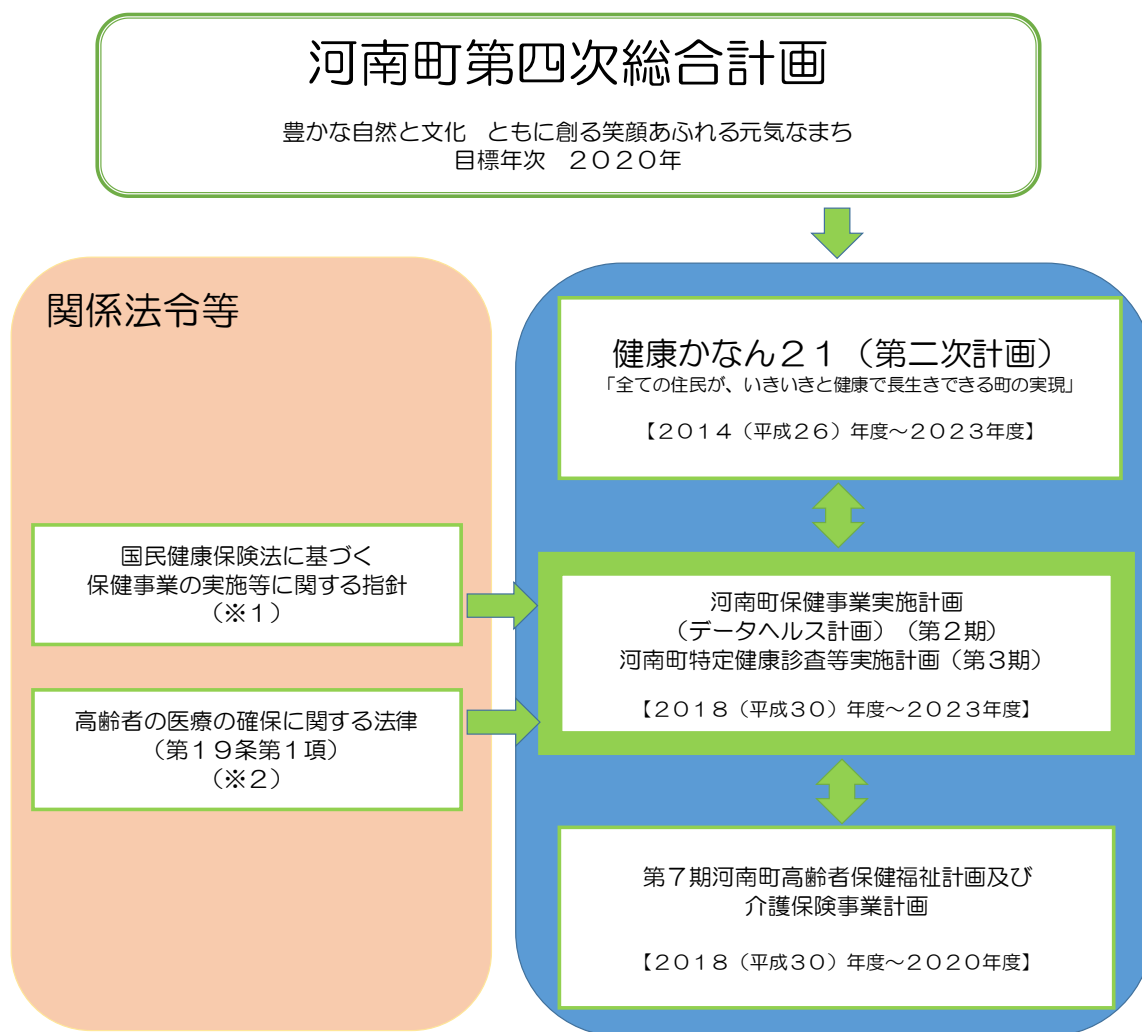 河南町第四次総合計画
豊かな自然と文化　ともに創る笑顔あふれる元気なまち
目標年次　２０２０年
関係法令等
国民健康保険法に基づく
保健事業の実施等に関する指針
（※１）
高齢者の医療の確保に関する法律
（第１９条第１項）
（※２）
健康かなん２１（第二次計画）
「全ての住民が、いきいきと健康で長生きできる町の実現」
【２０１４（平成２６）年度～２０２３年度】
河南町保健事業実施計画
（データヘルス計画）（第２期）
河南町特定健康診査等実施計画（第３期）
【２０１８（平成３０）年度～２０２３年度】
第７期河南町高齢者保健福祉計画及び
介護保険事業計画
【２０１８（平成３０）年度～２０２０年度】